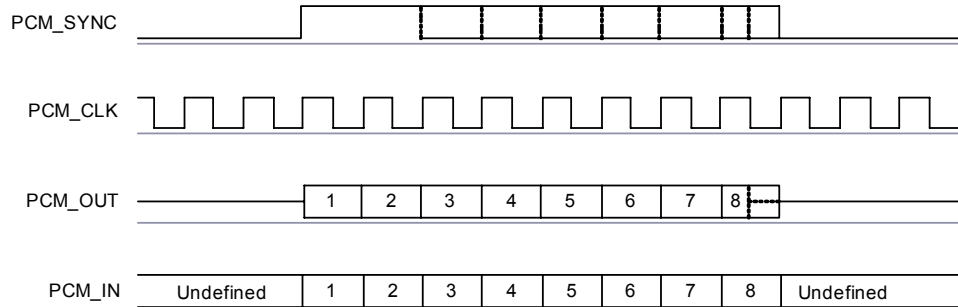 PCM_SYNC
PCM_CLK
PCM_OUT 1 2 3 4 5 6 7 8
PCM_IN Undefined 1 2 3 4 5 6 7 8 Undefined